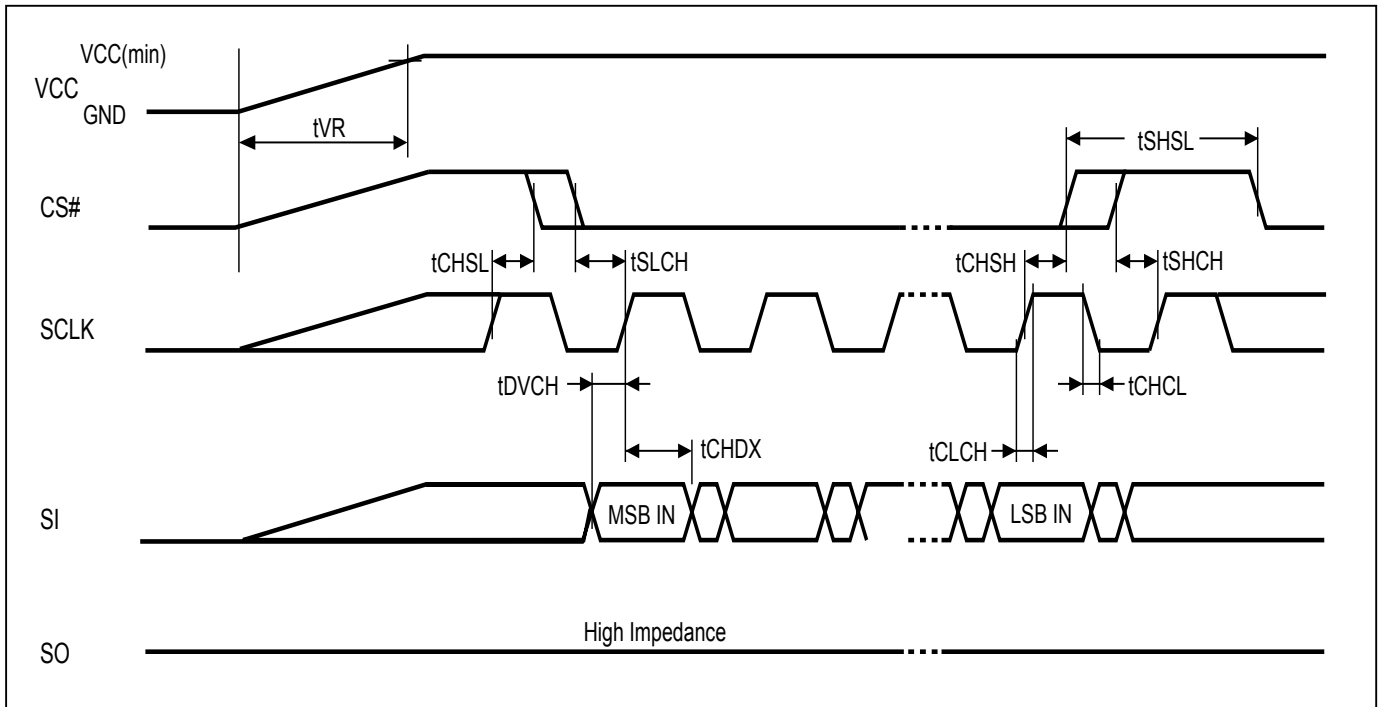 VCC(min)
VCC
GND
tVR
tSHSL
CS#
tCHSL
tSLCH
tCHSH
tSHCH
SCLK
tDVCH
tCHCL
tCHDX
tCLCH
SI
MSB IN
LSB IN
High Impedance
SO